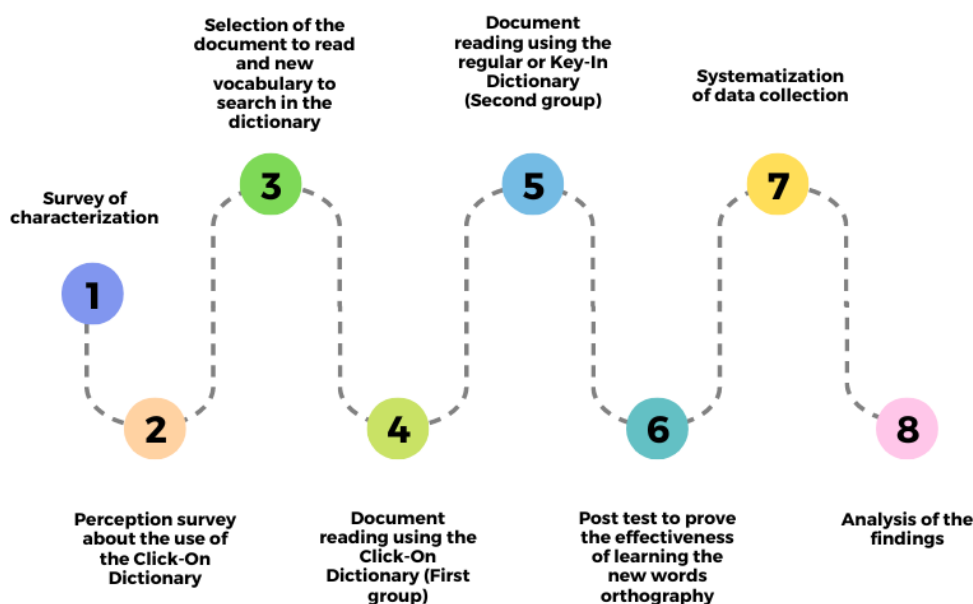 Survey of
characterization
1
2
Perception survey
about the use of
the Click-On
Dictionary
Selection of the
document to read
and new
vocabulary to
search in the
dictionary
3
4
Document
reading using the
Click-On
Dictionary (First
group)
Document
reading using the
regular or Key-In
Dictionary
(Second group)
5
6
Post test to prove
the effectiveness
of learning the
new words
orthography
Systematization
of data collection
7
8
Analysis of the
findings